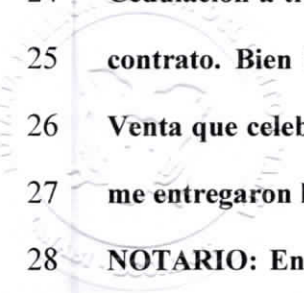 25 contrato. Bien
26 Venta que celeb
27 me entregaron
28 NOTARIO: En